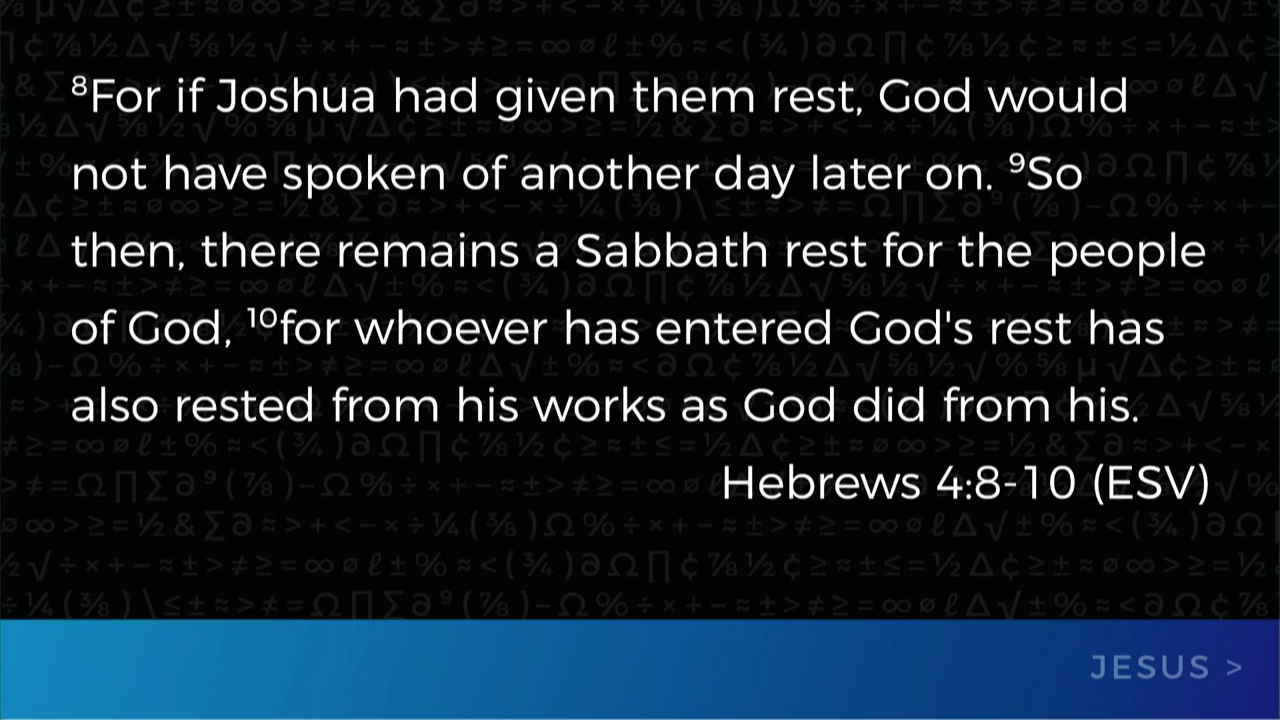 ⁸For if Joshua had given them rest, God would
not have spoken of another day later on. ⁹So
then, there remains a Sabbath rest for the people
of God, ¹⁰for whoever has entered God's rest has
also rested from his works as God did from his.
Hebrews 4:8-10 (ESV)
JESUS >